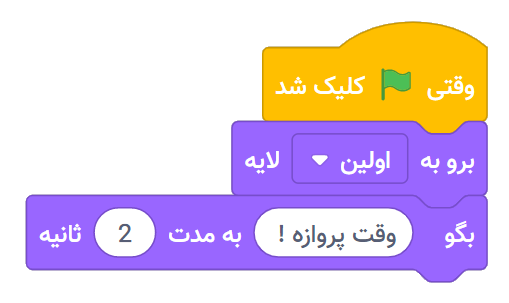 وقتی کلیک شد
برو به اولین لایه
بگو وقت پروازه ! به مدت 2 ثانیه